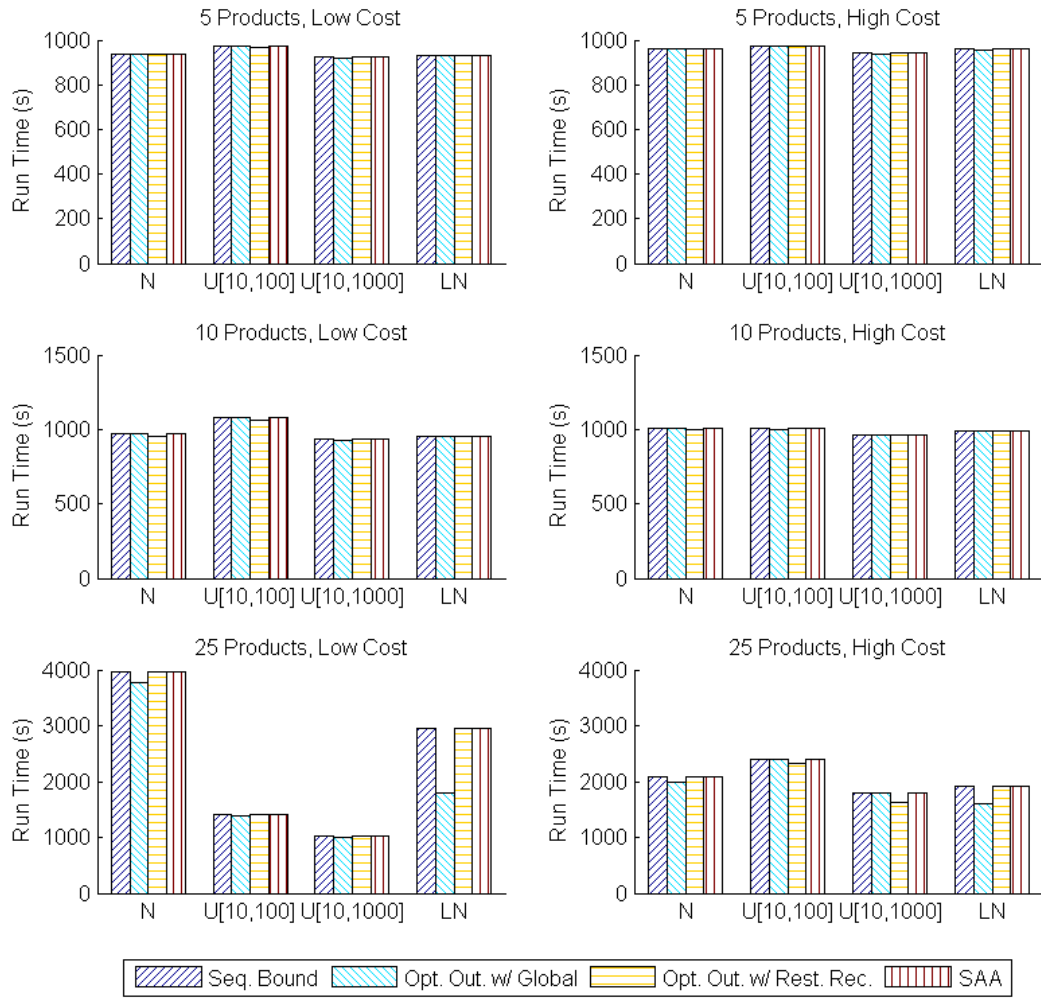 5 Products, Low Cost
Run Time (s)
1000
800
600
400
200
0
N U[10,100] U[10,1000] LN
5 Products, High Cost
Run Time (s)
1000
800
600
400
200
0
N U[10,100] U[10,1000] LN
10 Products, Low Cost
Run Time (s)
1500
1000
500
0
N U[10,100] U[10,1000] LN
10 Products, High Cost
Run Time (s)
1500
1000
500
0
N U[10,100] U[10,1000] LN
25 Products, Low Cost
Run Time (s)
4000
3000
2000
1000
0
N U[10,100] U[10,1000] LN
25 Products, High Cost
Run Time (s)
4000
3000
2000
1000
0
N U[10,100] U[10,1000] LN
Seq. Bound Opt. Out w/ Global Opt. Out. w/ Rest. Rec. SAA